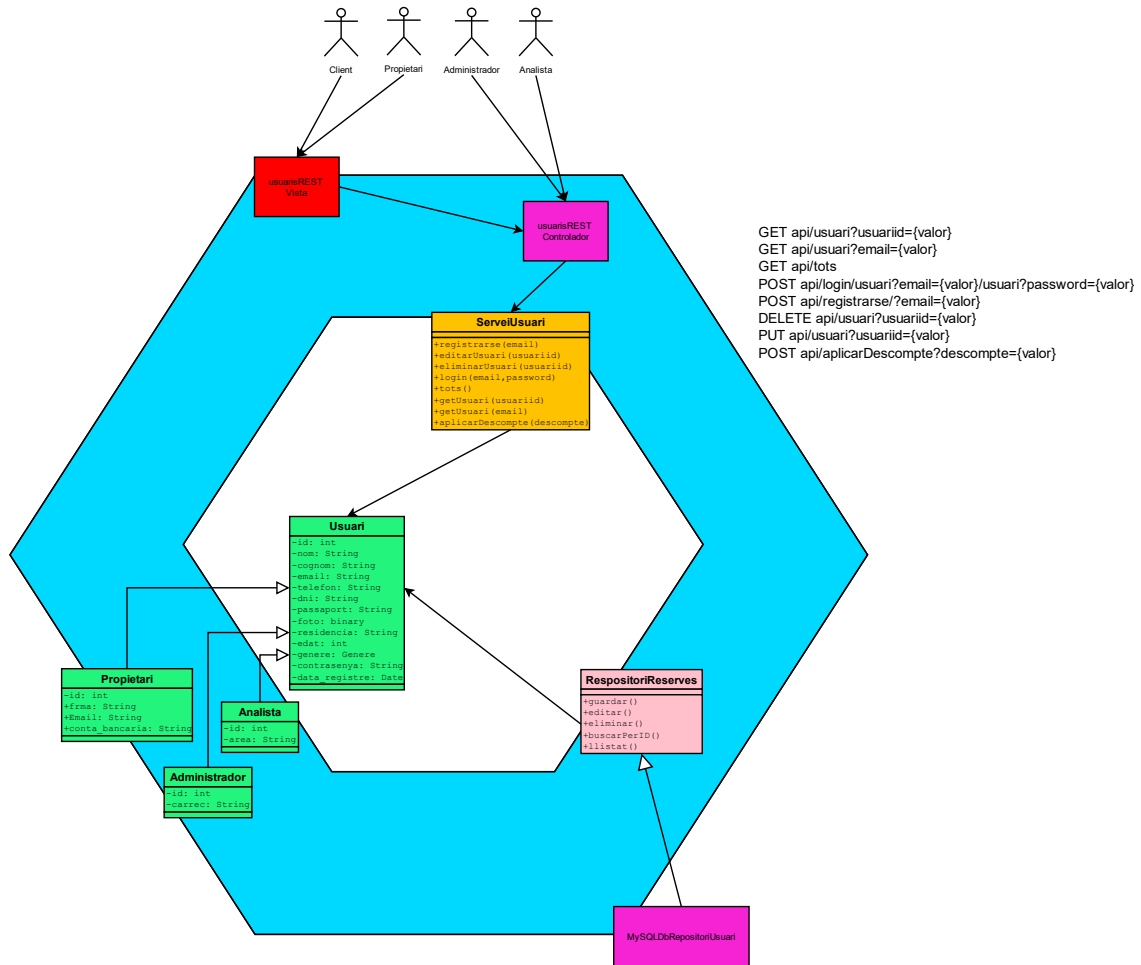 Client
Propietari
Administrador
Analista
usuarisREST
Vista
usuarisREST
Controlador
GET api/usuari?usuariid={valor}
GET api/usuari?email={valor}
GET api/tots
POST api/login/usuari?email={valor}/usuari?password={valor}
POST api/registrarse/?email={valor}
DELETE api/usuari?usuariid={valor}
PUT api/usuari?usuariid={valor}
POST api/aplicarDescompte?descompte={valor}
ServeiUsuari
+registrarse(email)
+editarUsuari(usuariid)
+eliminarUsuari(usuariid)
+login(email,password)
+tots()
+getUsuari(usuariid)
+getUsuari(email)
+aplicarDescompte(descompte)
Usuari
-id: int
-nom: String
-cognom: String
-email: String
-telefon: String
-dni: String
-passaport: String
-foto: binary
-residencia: String
-edat: int
-genere: Genere
-contrasenya: String
-data_registre: Date
Propietari
-id: int
+frma: String
+Email: String
+conta_bancaria: String
Analista
-id: int
-area: String
Administrador
-id: int
-carrec: String
RespositoriReserves
+guardar()
+editar()
+eliminar()
+buscarPerID()
+llistat()
MySQLDbRepositoriUsuari